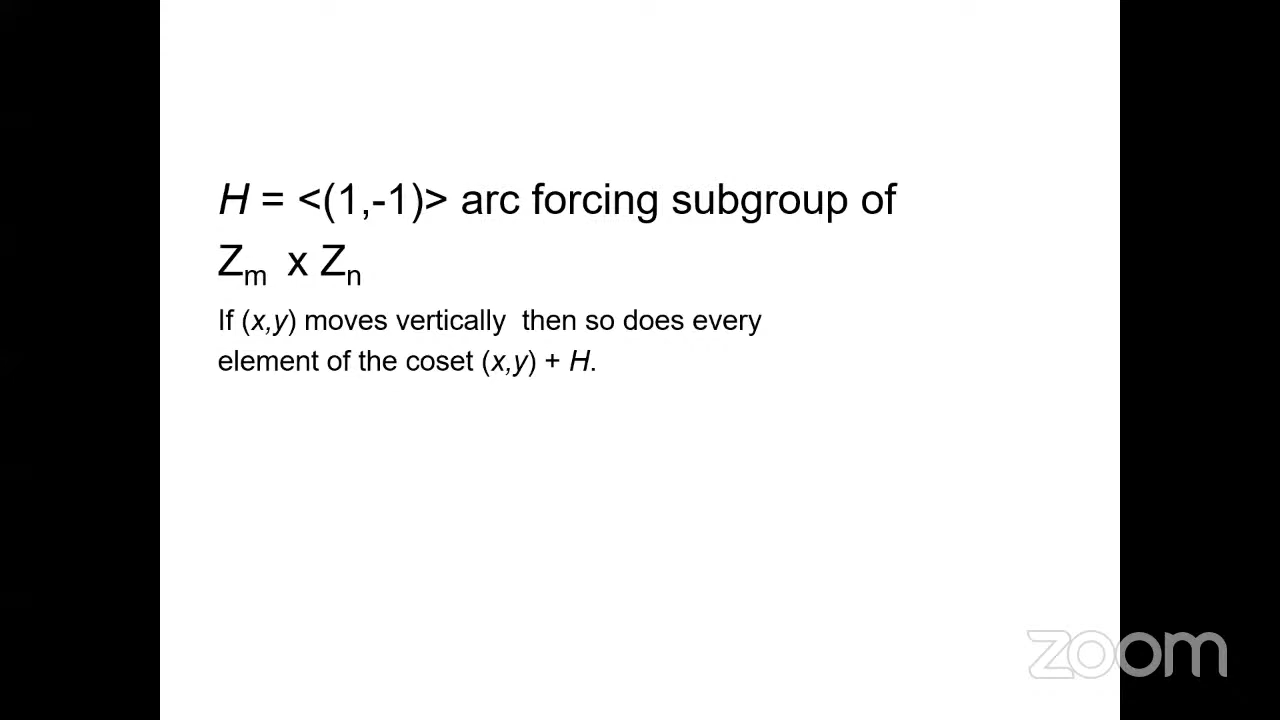 H = <(1,-1)> arc forcing subgroup of
Zm x Zn
If (x,y) moves vertically then so does every
element of the coset (x,y) + H.
zoom